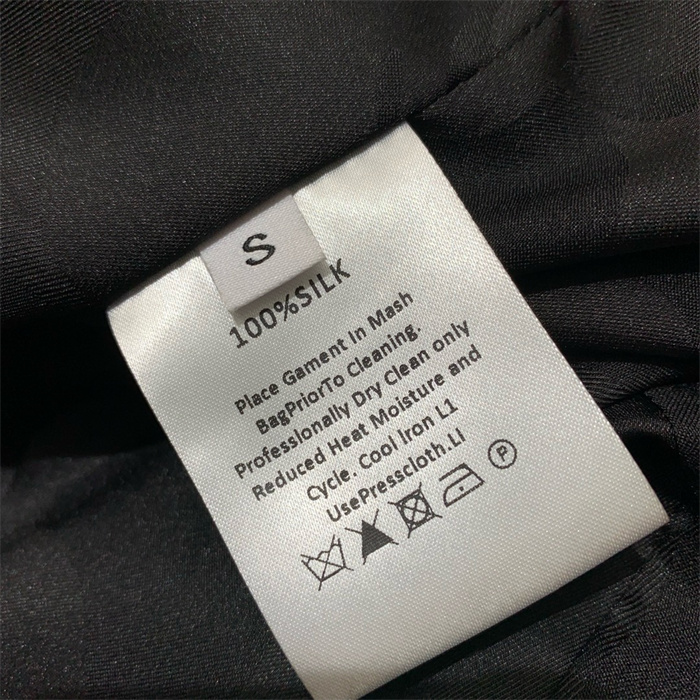 S
100%SILK
Place Gament In Mash
BagPriorTo Cleaning.
Professionally Dry Clean only
Reduced Heat Moisture and
Cycle. Cool Iron L1
UsePresscloth.LI
P